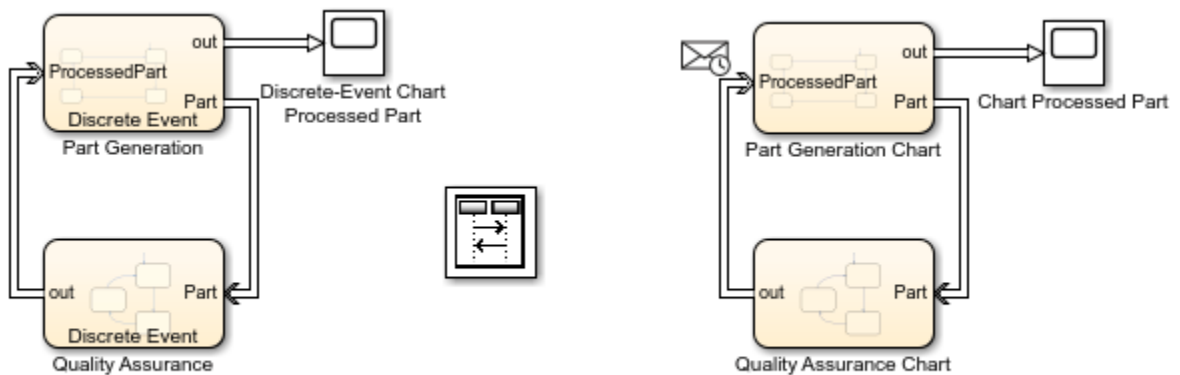 out
ProcessedPart
Part
Discrete Event
Part Generation
Discrete-Event Chart
Processed Part
out
Part
Discrete Event
Quality Assurance
out
ProcessedPart
Part
Part Generation Chart
Chart Processed Part
out
Part
Quality Assurance Chart